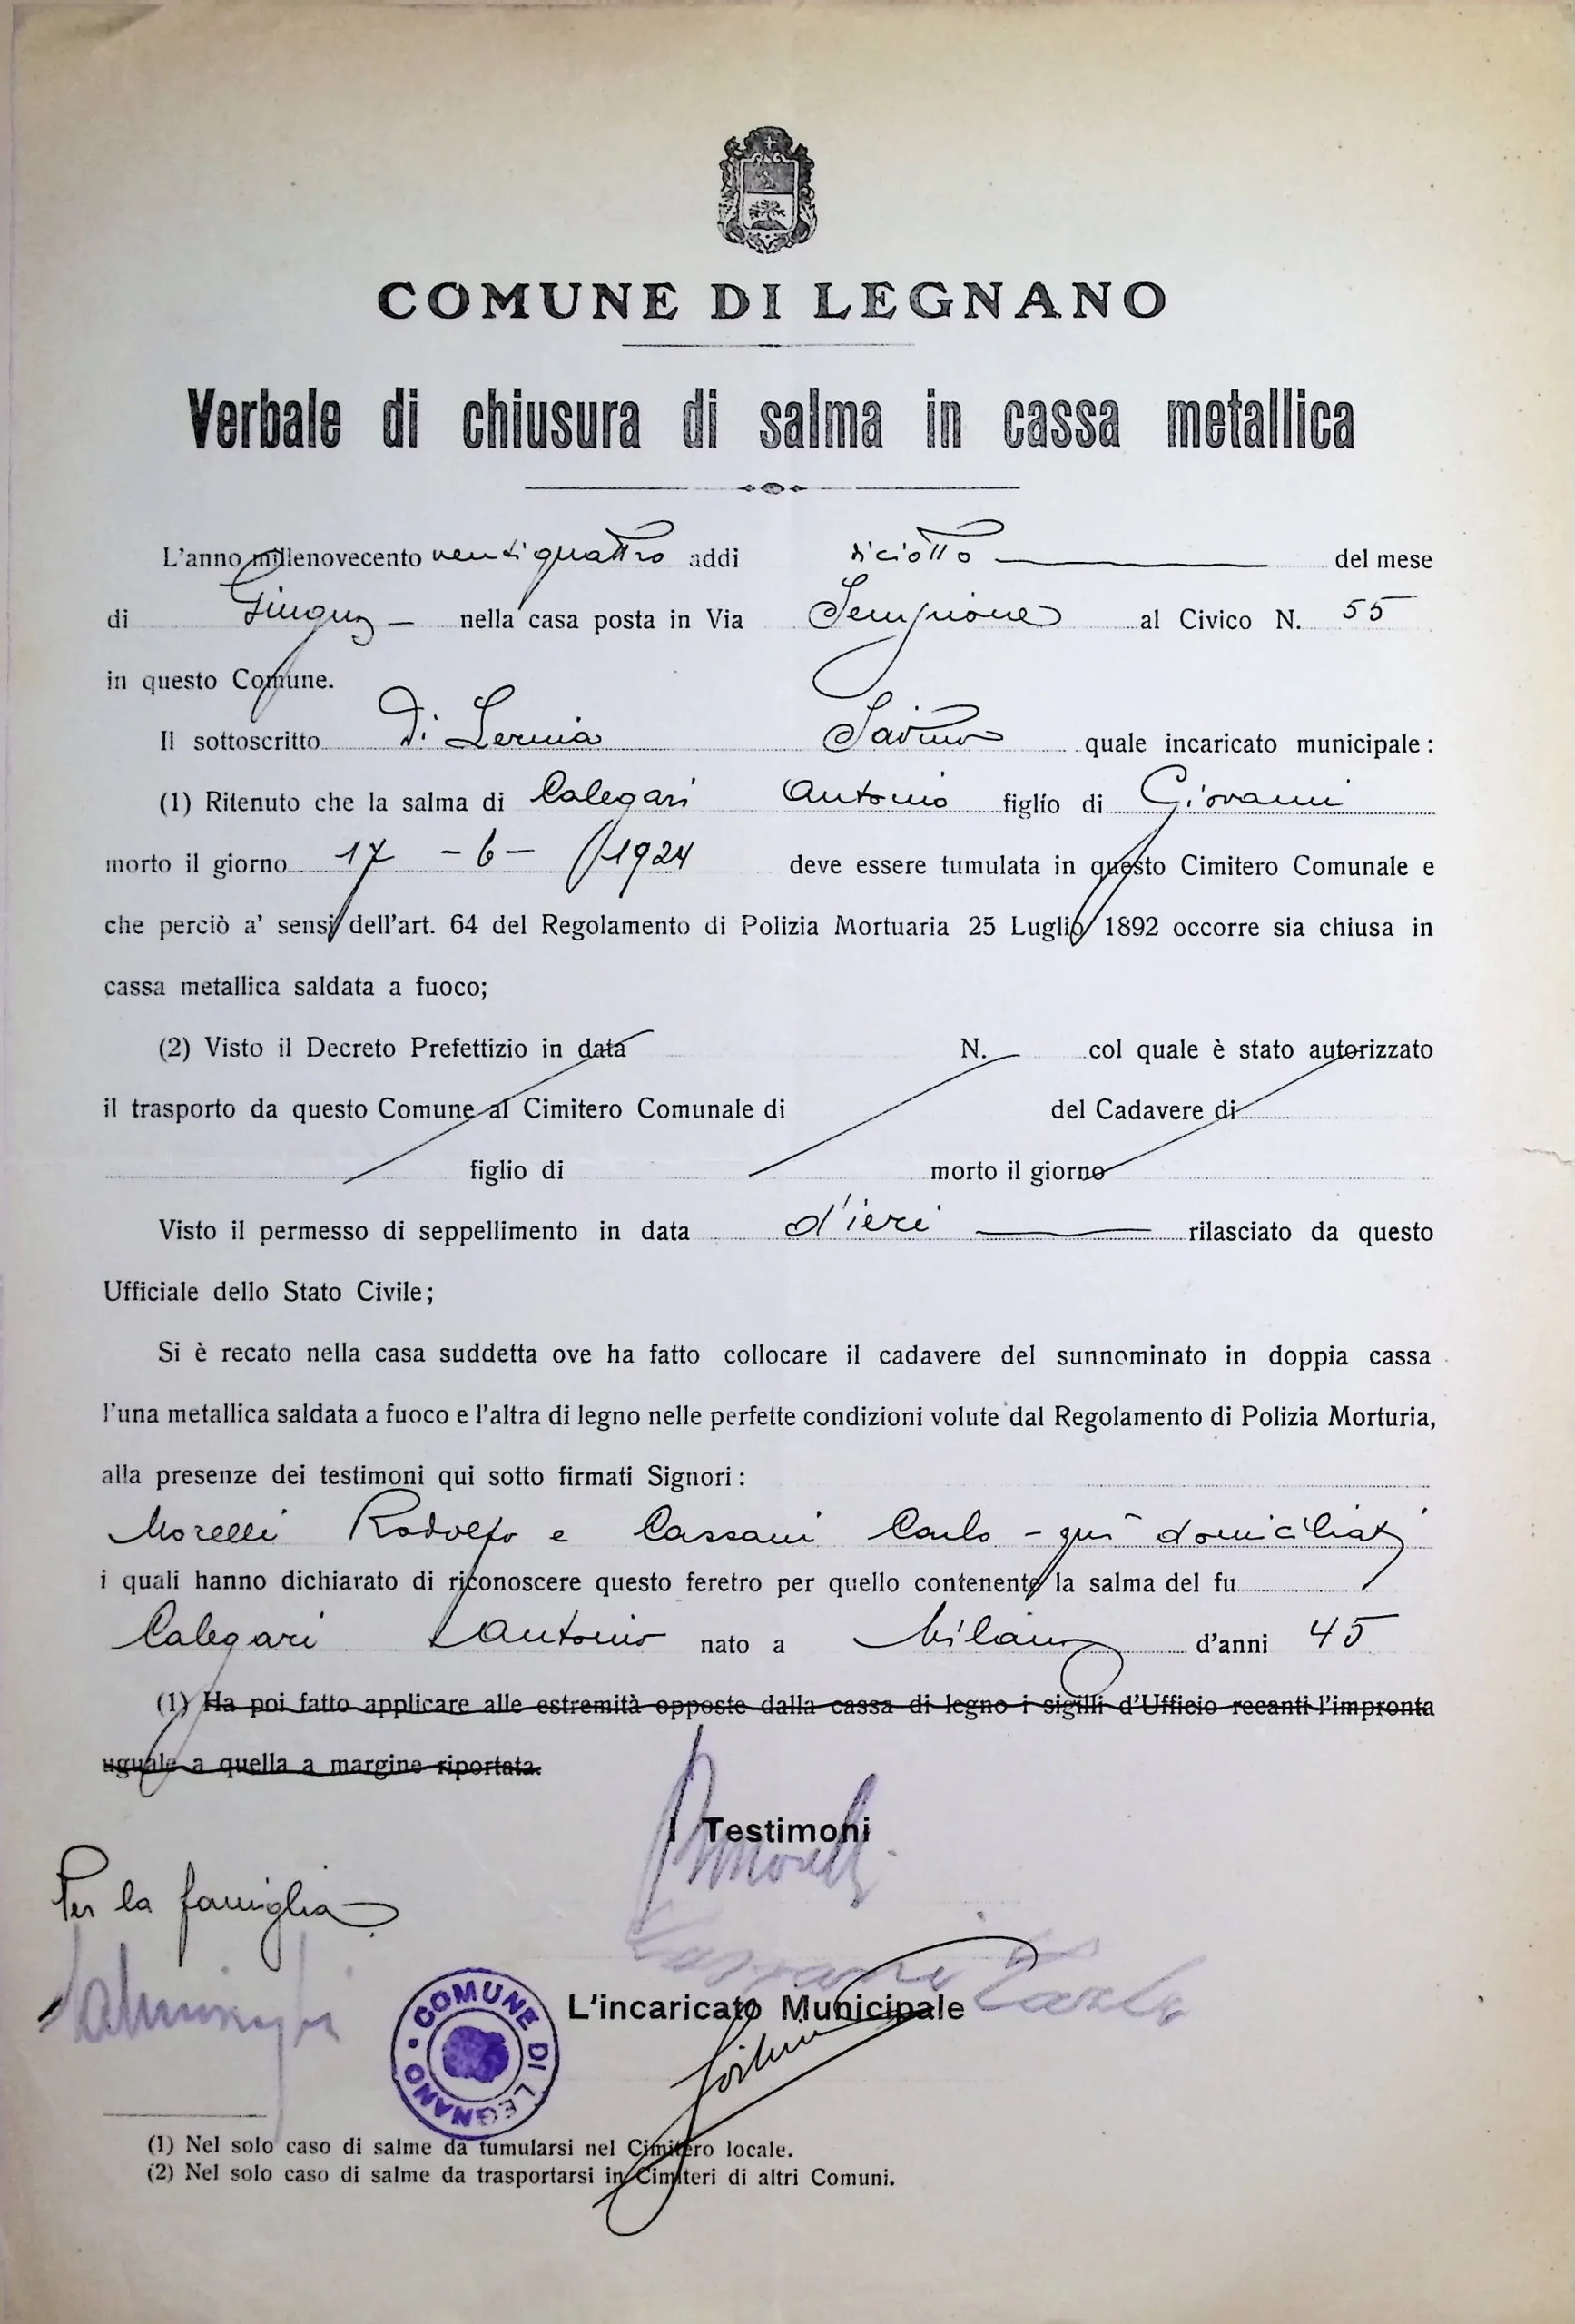 COMUNE DI LEGNANO
Verbale di chiusura di salma in cassa metallica
L'anno millenovecento ventiquattro addi diciotto del mese
di Giugno nella casa posta in Via Sempione al Civico N. 55
in questo Comune.
Il sottoscritto Di Lernia Savino quale incaricato municipale:
(1) Ritenuto che la salma di Calegari Antonio figlio di Giovanni
morto il giorno 17 - 6 - 1924 deve essere tumulata in questo Cimitero Comunale e
che perciò a' sensi dell'art. 64 del Regolamento di Polizia Mortuaria 25 Luglio 1892 occorre sia chiusa in
cassa metallica saldata a fuoco;
(2) Visto il Decreto Prefettizio in data N. col quale è stato autorizzato
il trasporto da questo Comune al Cimitero Comunale di del Cadavere di
figlio di morto il giorno
Visto il permesso di seppellimento in data d'ieri rilasciato da questo
Ufficiale dello Stato Civile;
Si è recato nella casa suddetta ove ha fatto collocare il cadavere del sunnominato in doppia cassa
l'una metallica saldata a fuoco e l'altra di legno nelle perfette condizioni volute dal Regolamento di Polizia Morturia,
alla presenze dei testimoni qui sotto firmati Signori:
Morelli Rodolfo e Cassani Carlo - qui domiciliati
i quali hanno dichiarato di riconoscere questo feretro per quello contenente la salma del fu
Calegari Antonio nato a Milano d'anni 45
(1) Ha poi fatto applicare alle estremità opposte dalla cassa di legno i sigilli d'Ufficio recanti l'impronta
uguale a quella a margine riportata.
I Testimoni
R Morelli
Per la famiglia
Cassani Carlo
L'incaricato Municipale
COMUNE DI LEGNANO
(1) Nel solo caso di salme da tumularsi nel Cimitero locale.
(2) Nel solo caso di salme da trasportarsi in Cimiteri di altri Comuni.